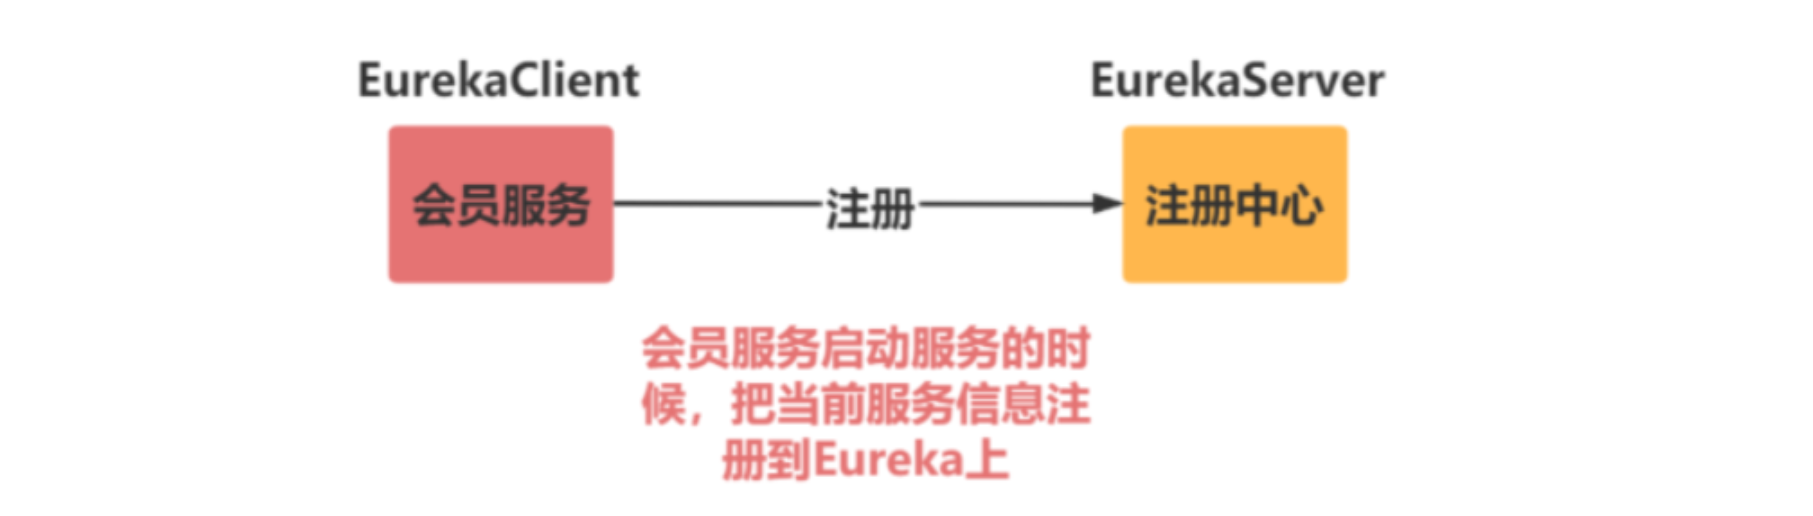 EurekaClient
EurekaServer
会员服务
注册
注册中心
会员服务启动服务的时
候，把当前服务信息注
册到Eureka上